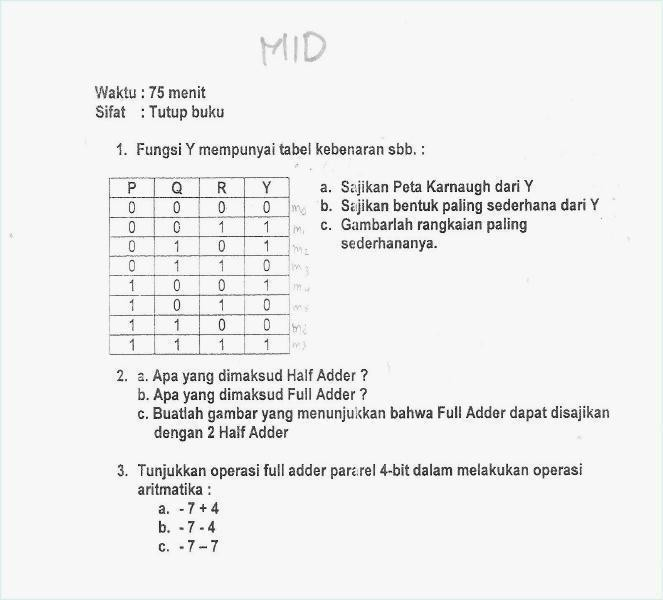 MID
Waktu : 75 menit
Sifat : Tutup buku
1. Fungsi Y mempunyai tabel kebenaran sbb. :
P Q R Y
0 0 0 0 m0
0 0 1 1 m1
0 1 0 1 m2
0 1 1 0 m3
1 0 0 1 m4
1 0 1 0 m5
1 1 0 0 m6
1 1 1 1 m7
a. Sajikan Peta Karnaugh dari Y
b. Sajikan bentuk paling sederhana dari Y
c. Gambarlah rangkaian paling
sederhananya.
2. a. Apa yang dimaksud Half Adder ?
b. Apa yang dimaksud Full Adder ?
c. Buatlah gambar yang menunjukkan bahwa Full Adder dapat disajikan
dengan 2 Half Adder
3. Tunjukkan operasi full adder pararel 4-bit dalam melakukan operasi
aritmatika :
a. - 7 + 4
b. - 7 - 4
c. - 7 – 7